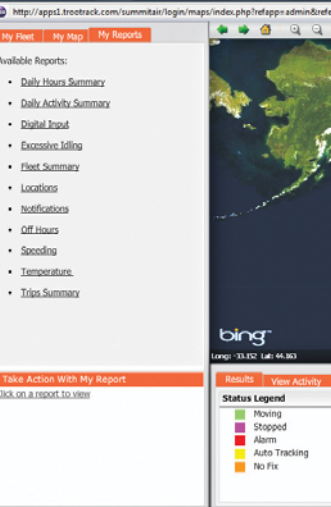 http://apps1.trootrack.com/summitair/login/maps/index.php?refapp=admin&refe
My Fleet
My Map
My Reports
Available Reports:
• Daily Hours Summary
• Daily Activity Summary
• Digital Input
• Excessive Idling
• Fleet Summary
• Locations
• Notifications
• Off Hours
• Speeding
• Temperature
• Trips Summary
bing™
Long: -33.152 Lat: 44.163
Take Action With My Report
Click on a report to view
Results
View Activity
Status Legend
Moving
Stopped
Alarm
Auto Tracking
No Fix